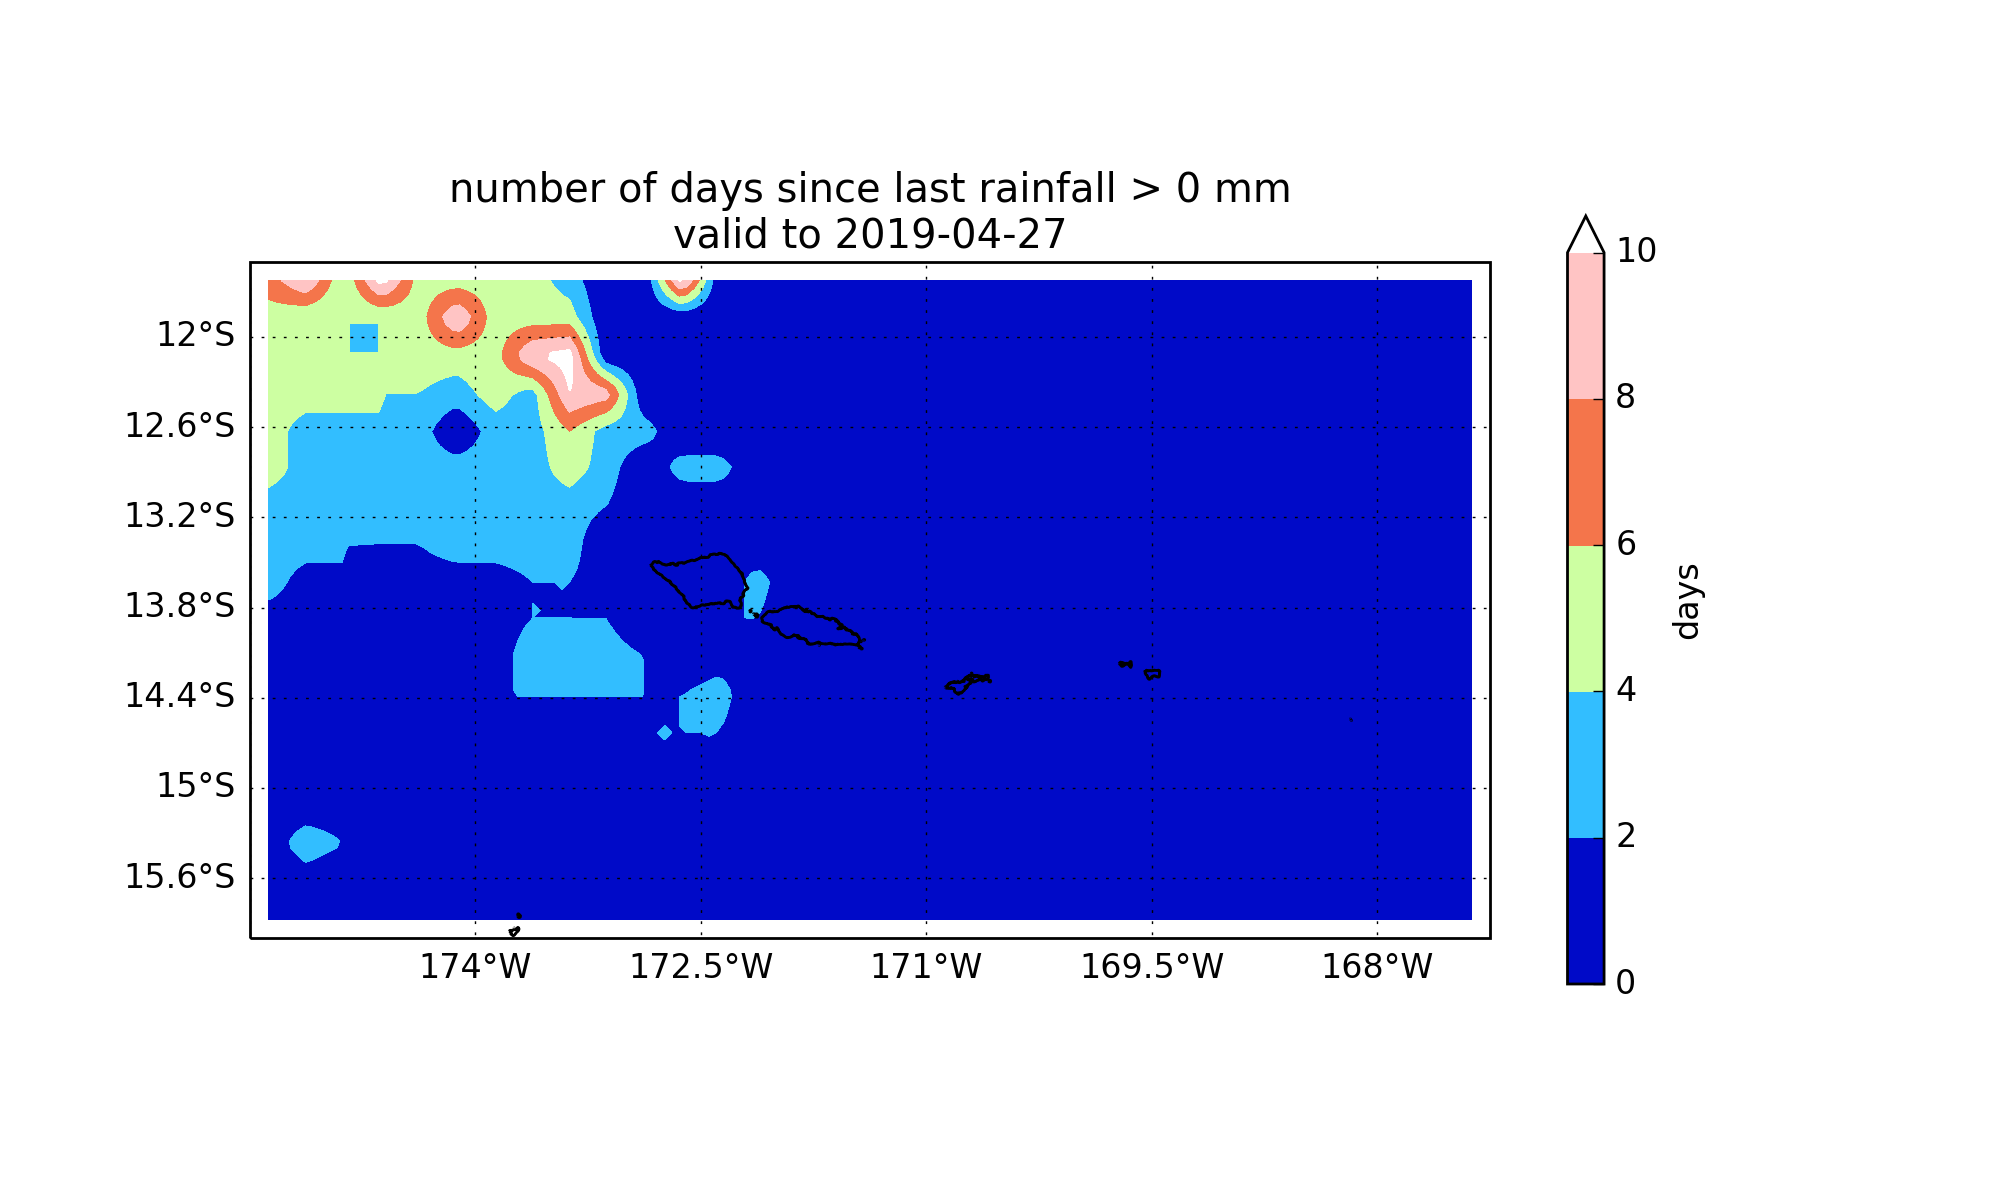 number of days since last rainfall > 0 mm
valid to 2019-04-27
12°S
12.6°S
13.2°S
13.8°S
14.4°S
15°S
15.6°S
174°W 172.5°W 171°W 169.5°W 168°W
10
8
6
4
2
0
days